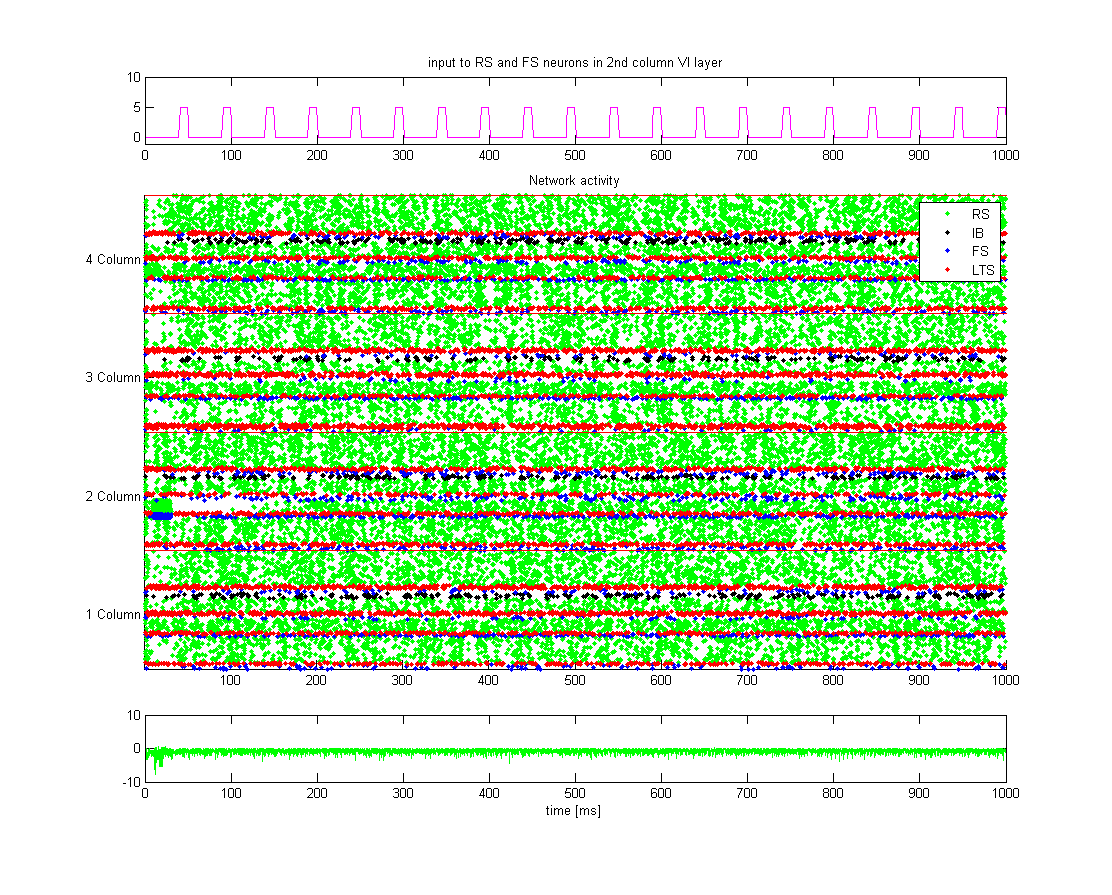 input to RS and FS neurons in 2nd column VI layer
10
5
0
0 100 200 300 400 500 600 700 800 900 1000
Network activity
RS
IB
FS
LTS
4 Column
3 Column
2 Column
1 Column
100 200 300 400 500 600 700 800 900 1000
10
0
-10
0 100 200 300 400 500 600 700 800 900 1000
time [ms]